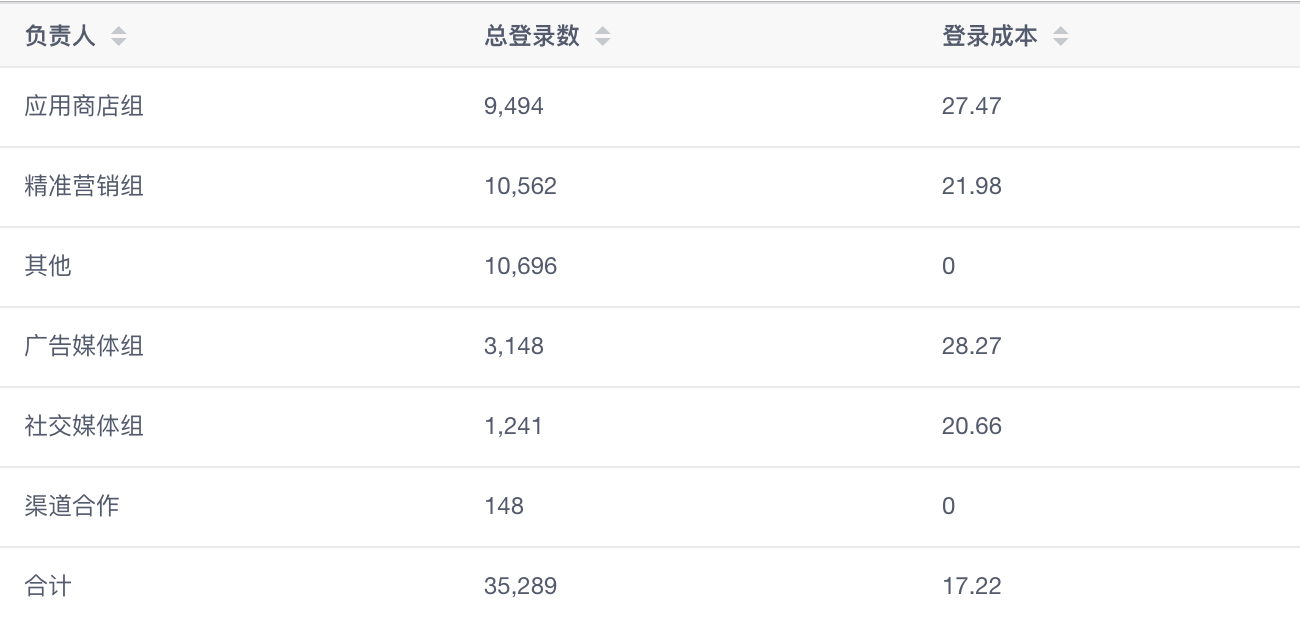 负责人 总登录数 登录成本
应用商店组 9,494 27.47
精准营销组 10,562 21.98
其他 10,696 0
广告媒体组 3,148 28.27
社交媒体组 1,241 20.66
渠道合作 148 0
合计 35,289 17.22